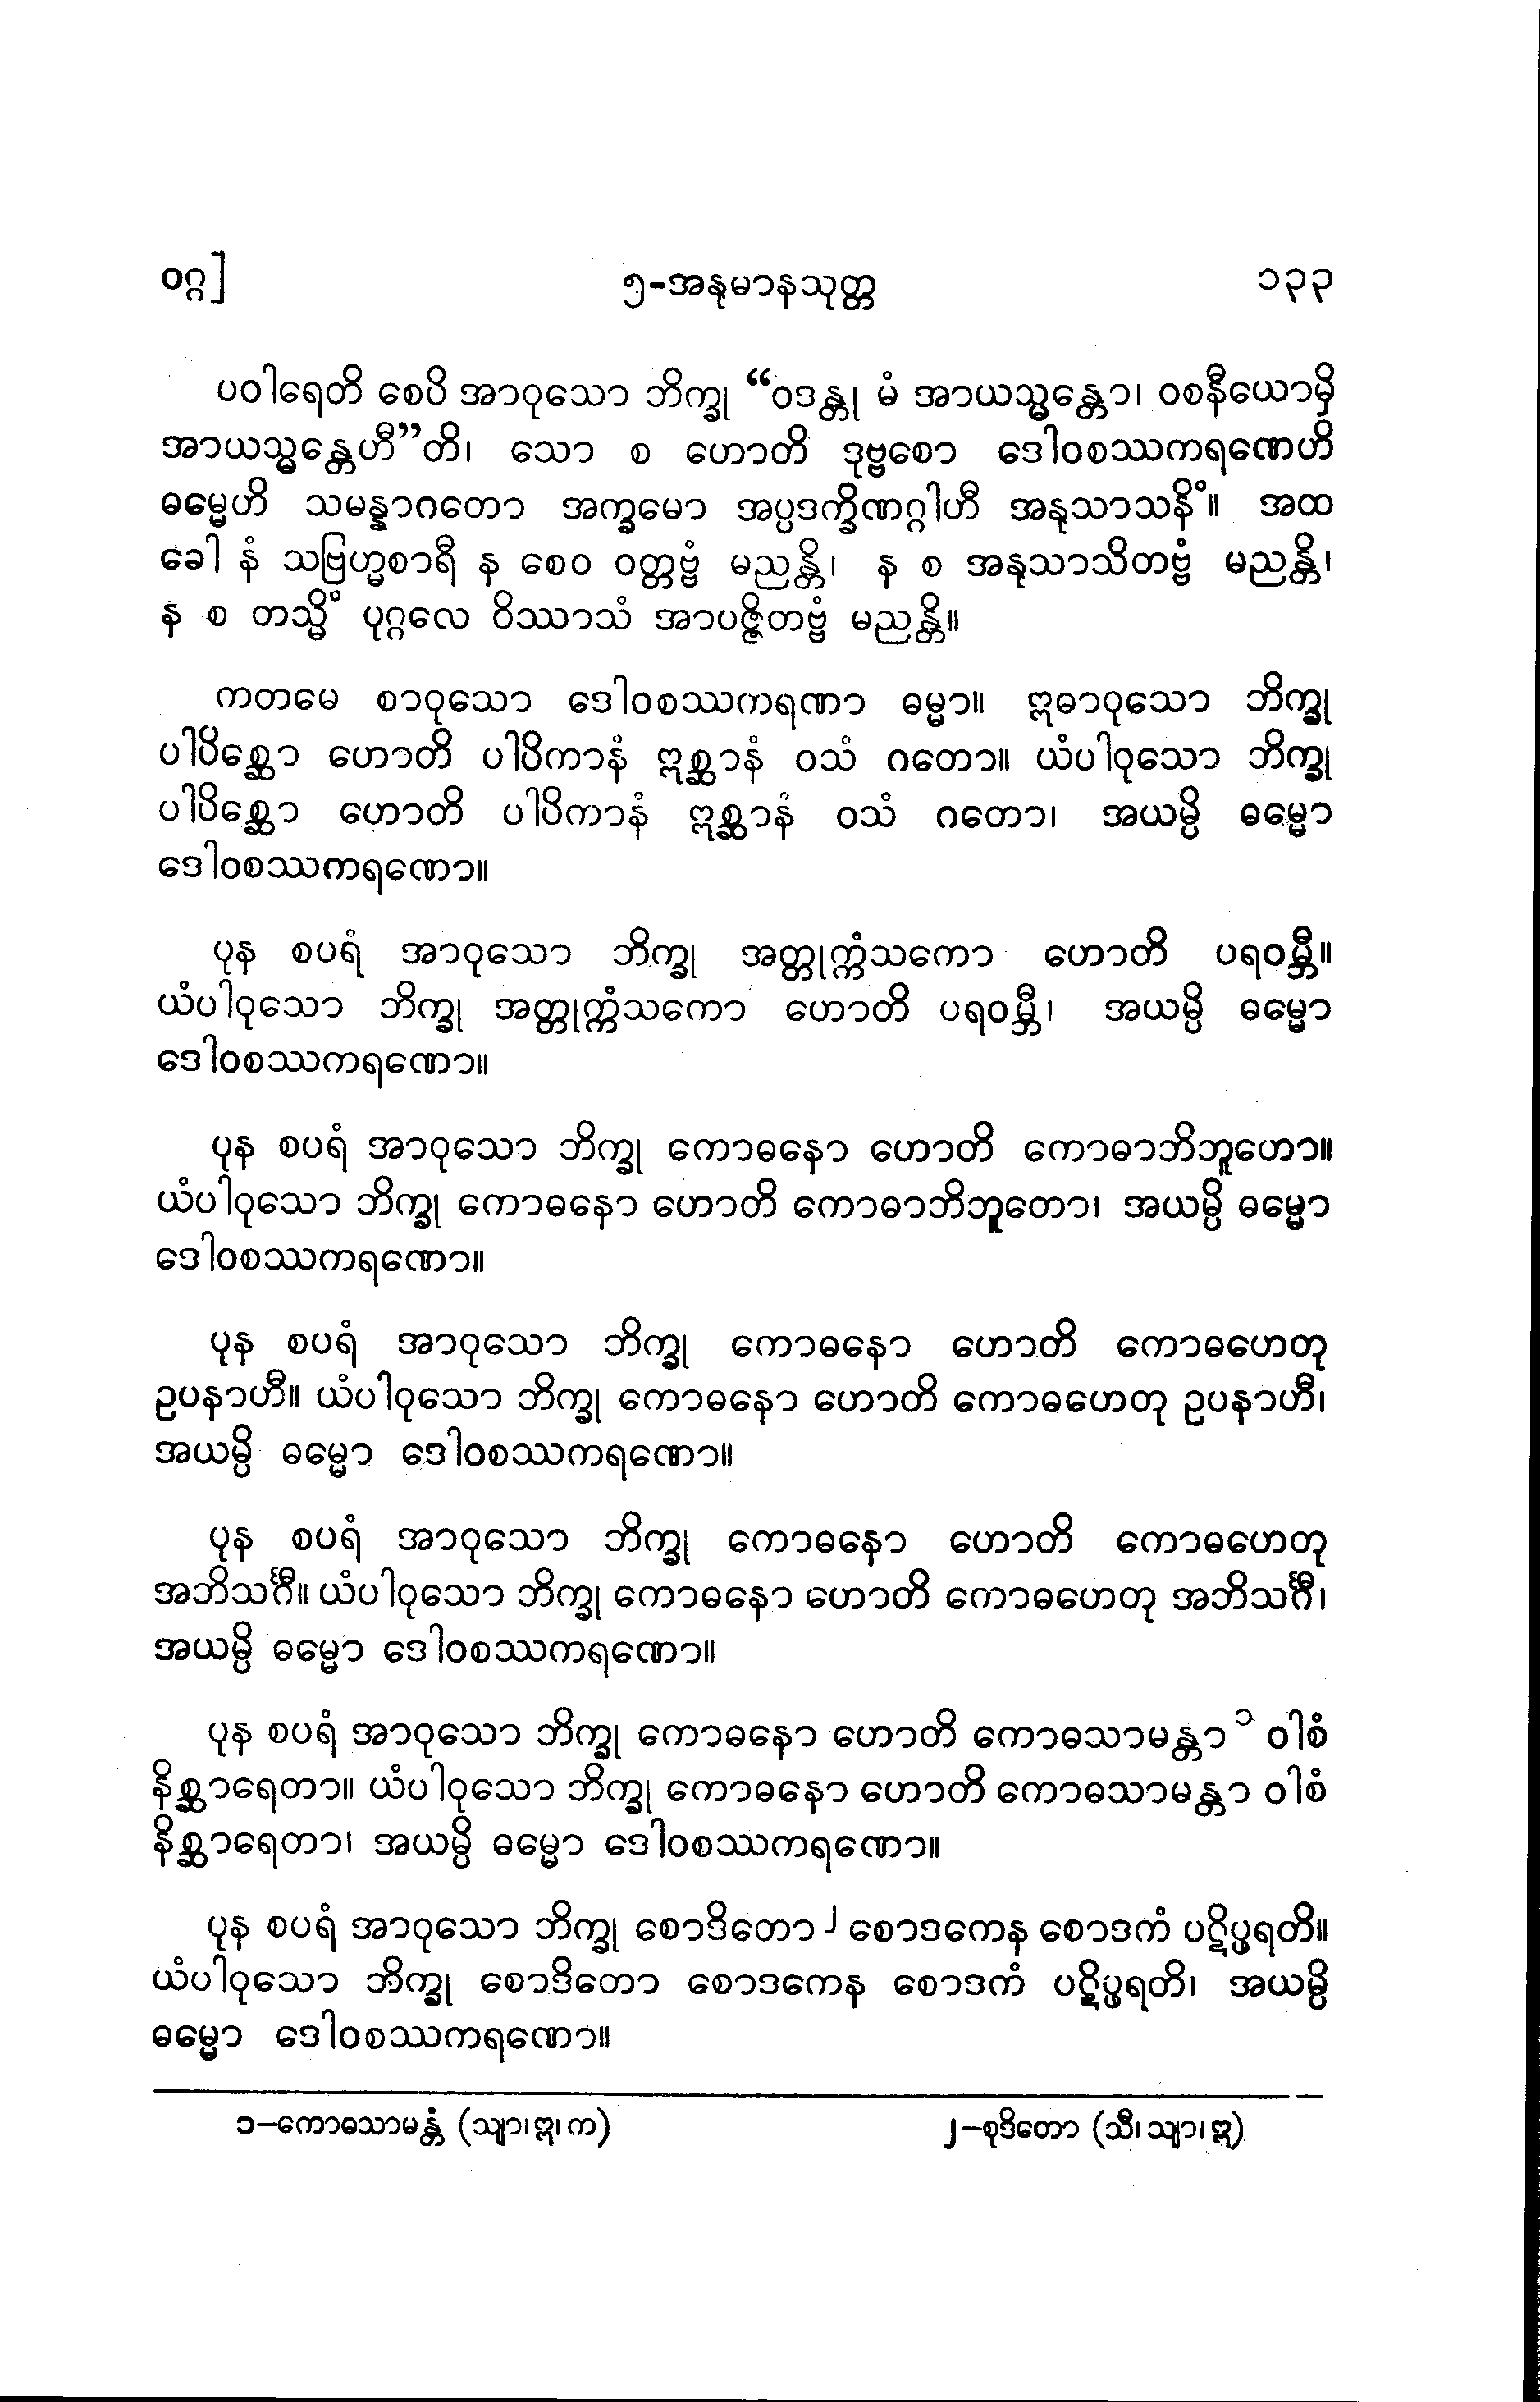 ဝဂ္ဂ]
၅-အနုမာနသုတ္တ
၁၃၃
ပဝါရေတိ စေပိ အာဝုသော ဘိက္ခု “ဝဒန္တု မံ အာယသ္မန္တော၊ ဝစနီယောမှိ
အာယသ္မန္တေဟီ”တိ၊ သော စ ဟောတိ ဒုဗ္ဗစော ဒေါဝစဿကရဏေဟိ
ဓမ္မေဟိ သမန္နာဂတော အက္ခမော အပ္ပဒက္ခိဏဂ္ဂါဟီ အနုသာသနိံ။ အထ
ခေါ နံ သဗြဟ္မစာရီ န စေဝ ဝတ္တဗ္ဗံ မညန္တိ၊ န စ အနုသာသိတဗ္ဗံ မညန္တိ၊
န စ တသ္မိံ ပုဂ္ဂလေ ဝိဿာသံ အာပဇ္ဇိတဗ္ဗံ မညန္တိ။
ကတမေ စာဝုသော ဒေါဝစဿကရဏာ ဓမ္မာ။ ဣဓာဝုသော ဘိက္ခု
ပါပိစ္ဆော ဟောတိ ပါပိကာနံ ဣစ္ဆာနံ ဝသံ ဂတော။ ယံပါဝုသော ဘိက္ခု
ပါပိစ္ဆော ဟောတိ ပါပိကာနံ ဣစ္ဆာနံ ဝသံ ဂတော၊ အယမ္ပိ ဓမ္မော
ဒေါဝစဿကရဏော။
ပုန စပရံ အာဝုသော ဘိက္ခု အတ္တုက္ကံသကော ဟောတိ ပရဝမ္ဘီ။
ယံပါဝုသော ဘိက္ခု အတ္တုက္ကံသကော ဟောတိ ပရဝမ္ဘီ၊ အယမ္ပိ ဓမ္မော
ဒေါဝစဿကရဏော။
ပုန စပရံ အာဝုသော ဘိက္ခု ကောဓနော ဟောတိ ကောဓာဘိဘူဟော။
ယံပါဝုသော ဘိက္ခု ကောဓနော ဟောတိ ကောဓာဘိဘူတော၊ အယမ္ပိ ဓမ္မော
ဒေါဝစဿကရဏော။
ပုန စပရံ အာဝုသော ဘိက္ခု ကောဓနော ဟောတိ ကောဓဟေတု
ဥပနာဟီ။ ယံပါဝုသော ဘိက္ခု ကောဓနော ဟောတိ ကောဓဟေတု ဥပနာဟီ၊
အယမ္ပိ ဓမ္မော ဒေါဝစဿကရဏော။
ပုန စပရံ အာဝုသော ဘိက္ခု ကောဓနော ဟောတိ ကောဓဟေတု
အဘိသင်္ဂီ။ ယံပါဝုသော ဘိက္ခု ကောဓနော ဟောတိ ကောဓဟေတု အဘိသင်္ဂီ၊
အယမ္ပိ ဓမ္မော ဒေါဝစဿကရဏော။
ပုန စပရံ အာဝုသော ဘိက္ခု ကောဓနော ဟောတိ ကောဓသာမန္တာ ၁ ဝါစံ
နိစ္ဆာရေတာ။ ယံပါဝုသော ဘိက္ခု ကောဓနော ဟောတိ ကောဓသာမန္တာ ဝါစံ
နိစ္ဆာရေတာ၊ အယမ္ပိ ဓမ္မော ဒေါဝစဿကရဏော။
ပုန စပရံ အာဝုသော ဘိက္ခု စောဒိတော ၂ စောဒကေန စောဒကံ ပဋိပ္ဖရတိ။
ယံပါဝုသော ဘိက္ခု စောဒိတော စောဒကေန စောဒကံ ပဋိပ္ဖရတိ၊ အယမ္ပိ
ဓမ္မော ဒေါဝစဿကရဏော။
၁-ကောဓသာမန္တံ (သျာ၊ ဣ၊ က)
၂-စုဒိတော (သီ၊ သျာ၊ ဣ)